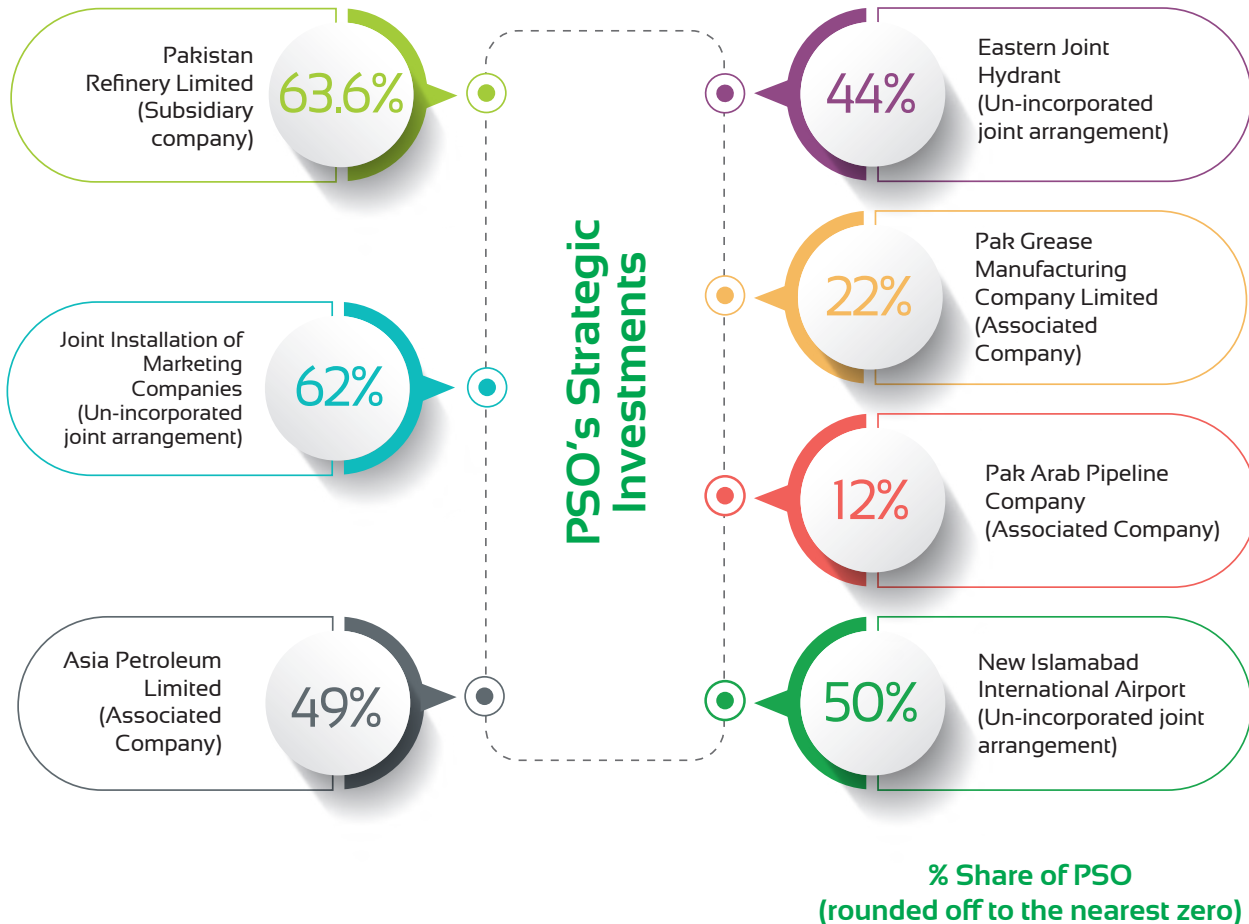 Pakistan
Refinery Limited
(Subsidiary
company)
63.6%
Joint Installation of
Marketing
Companies
(Un-incorporated
joint arrangement)
62%
Asia Petroleum
Limited
(Associated
Company)
49%
PSO's Strategic
Investments
44%
Eastern Joint
Hydrant
(Un-incorporated
joint arrangement)
22%
Pak Grease
Manufacturing
Company Limited
(Associated
Company)
12%
Pak Arab Pipeline
Company
(Associated Company)
50%
New Islamabad
International Airport
(Un-incorporated joint
arrangement)
% Share of PSO
(rounded off to the nearest zero)